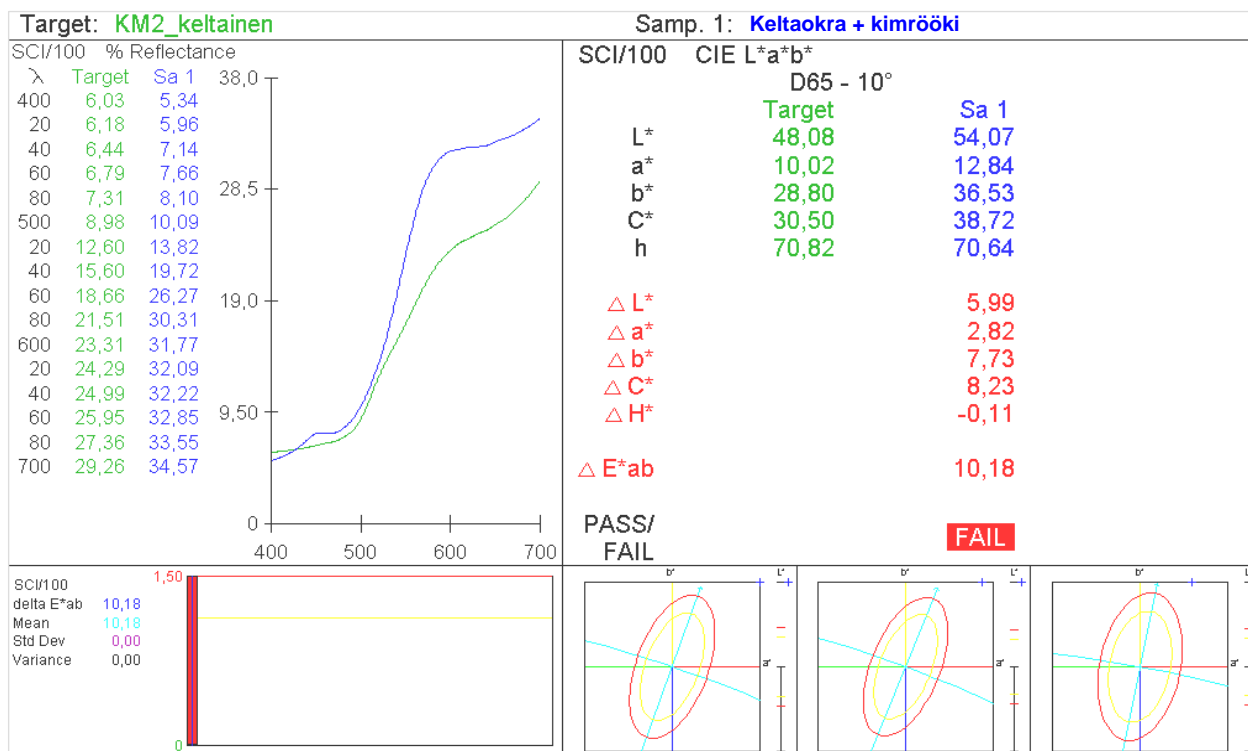 Target: KM2_keltainen
Samp. 1: Keltaokra + kimrööki
SCI/100 % Reflectance
λ Target Sa 1
400 6,03 5,34
20 6,18 5,96
40 6,44 7,14
60 6,79 7,66
80 7,31 8,10
500 8,98 10,09
20 12,60 13,82
40 15,60 19,72
60 18,66 26,27
80 21,51 30,31
600 23,31 31,77
20 24,29 32,09
40 24,99 32,22
60 25,95 32,85
80 27,36 33,55
700 29,26 34,57
38,0
28,5
19,0
9,50
0
400 500 600 700
SCI/100 CIE L*a*b*
D65 - 10°
Target Sa 1
L* 48,08 54,07
a* 10,02 12,84
b* 28,80 36,53
C* 30,50 38,72
h 70,82 70,64
△ L* 5,99
△ a* 2,82
△ b* 7,73
△ C* 8,23
△ H* -0,11
△ E*ab 10,18
PASS/
FAIL
FAIL
SCI/100
delta E*ab 10,18
Mean 10,18
Std Dev 0,00
Variance 0,00
1,50
0
b* L*
a*
b* L*
a*
b* L
a*